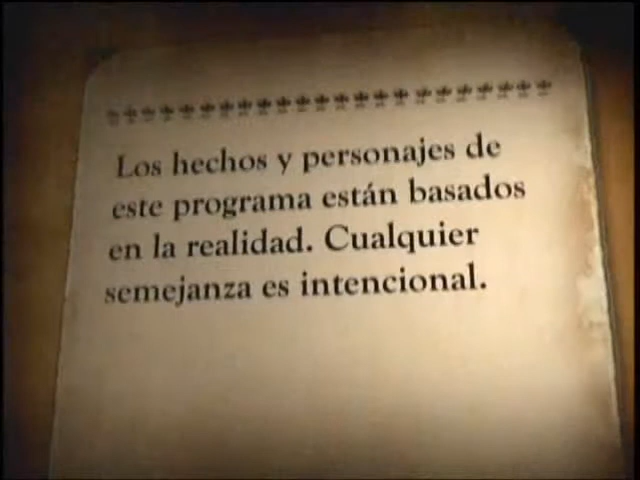 Los hechos y personajes de
este programa están basados
en la realidad. Cualquier
semejanza es intencional.